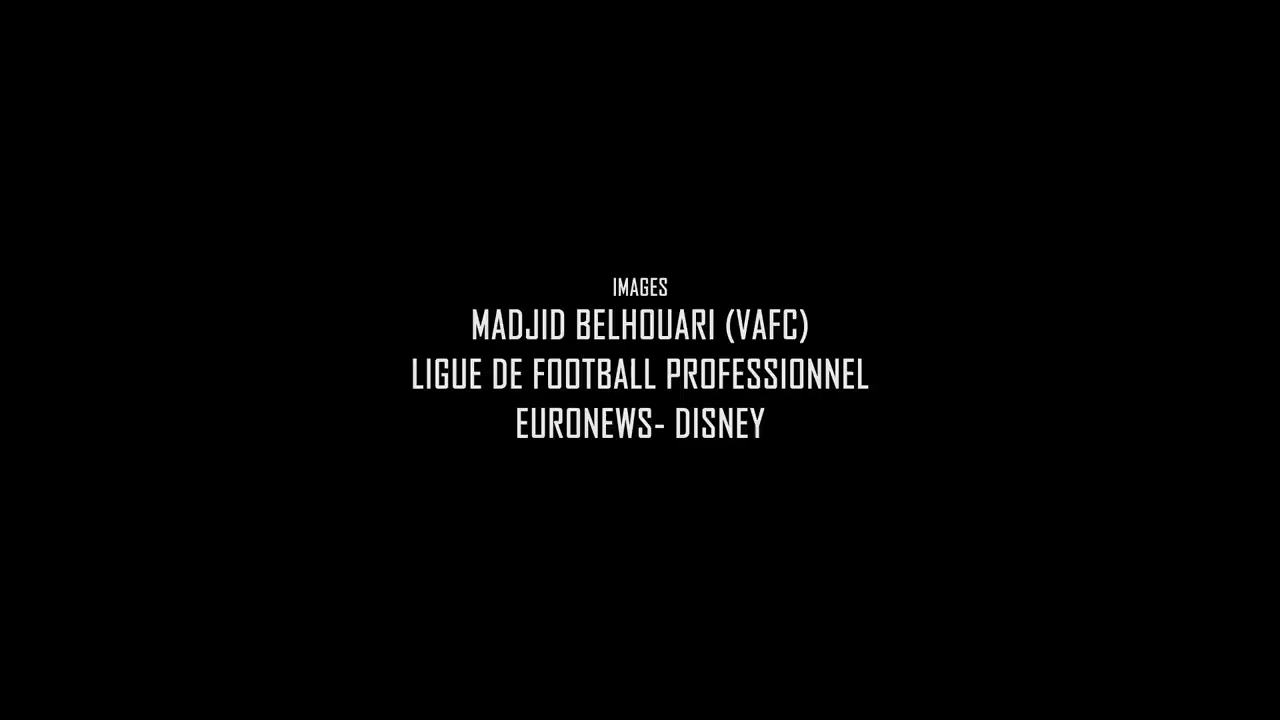 IMAGES
MADJID BELHOUARI (VAFC)
LIGUE DE FOOTBALL PROFESSIONNEL
EURONEWS- DISNEY